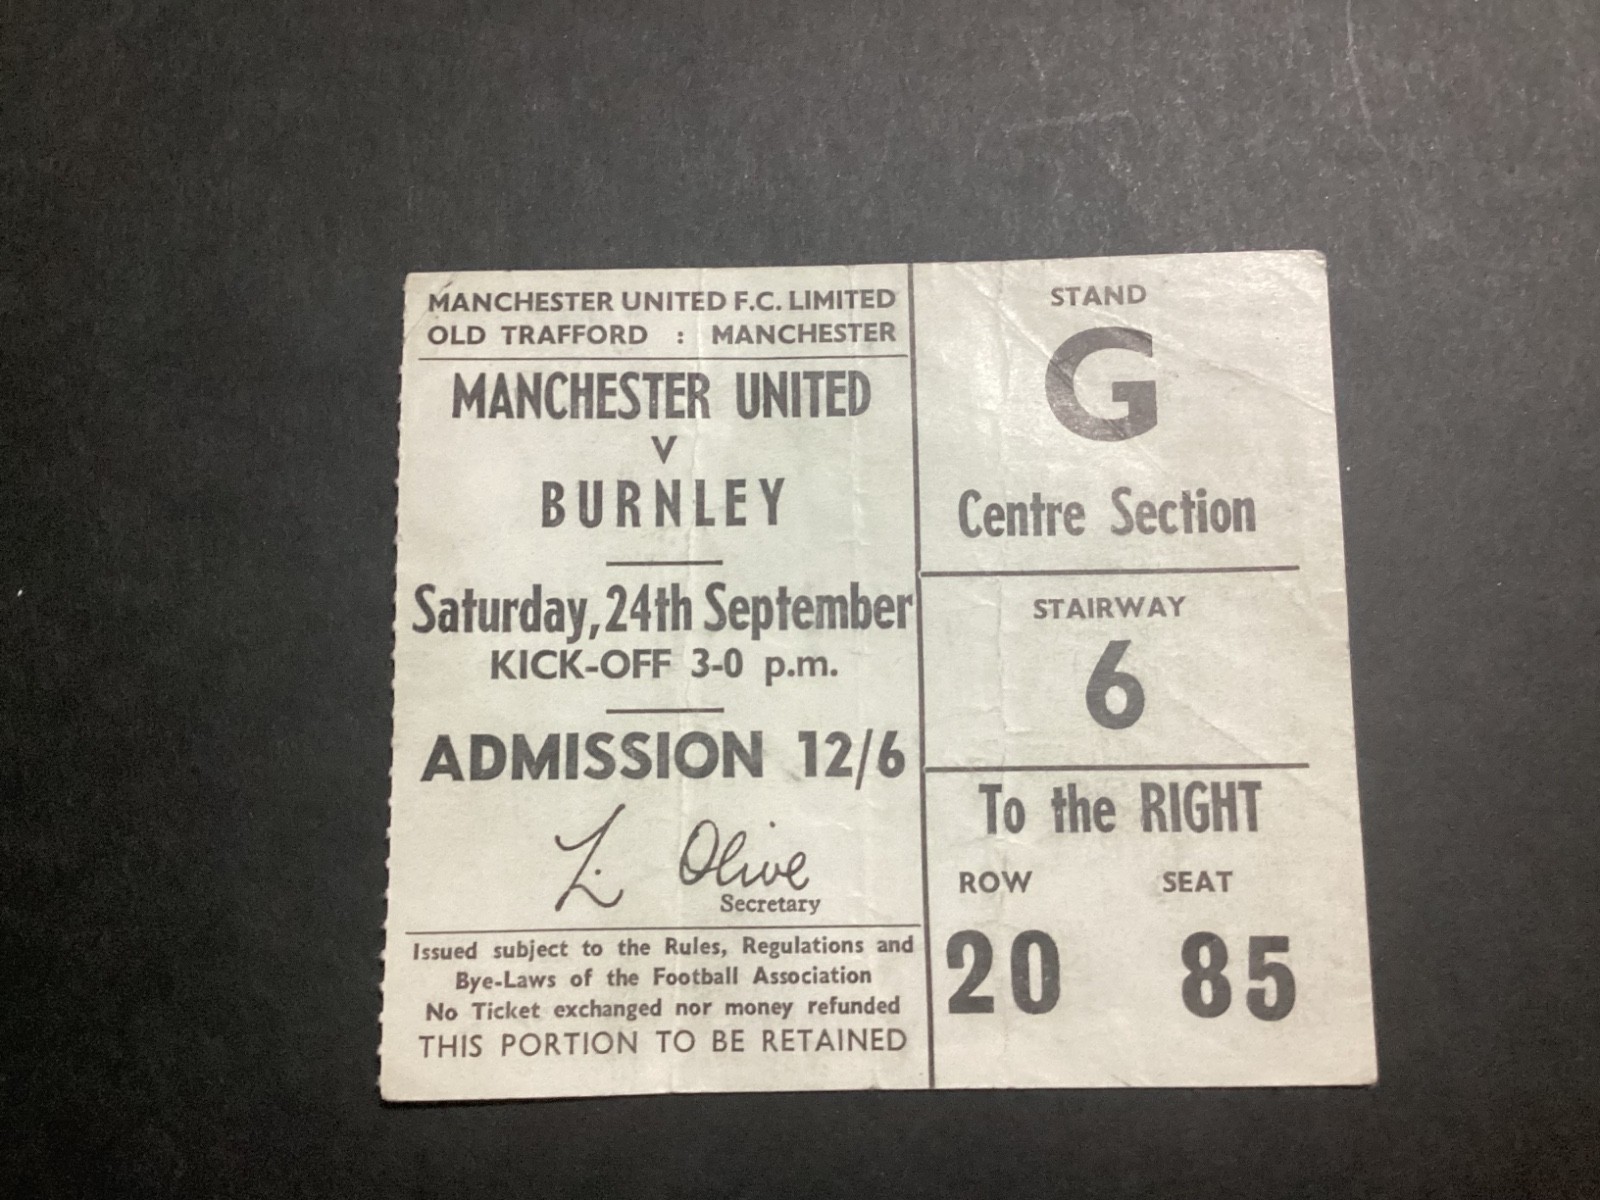 MANCHESTER UNITED F.C. LIMITED
OLD TRAFFORD : MANCHESTER
MANCHESTER UNITED
V
BURNLEY
Saturday, 24th September
KICK-OFF 3-0 p.m.
ADMISSION 12/6
L. Olive
Secretary
Issued subject to the Rules, Regulations and
Bye-Laws of the Football Association
No Ticket exchanged nor money refunded
THIS PORTION TO BE RETAINED
STAND
G
Centre Section
STAIRWAY
6
To the RIGHT
ROW SEAT
20 85